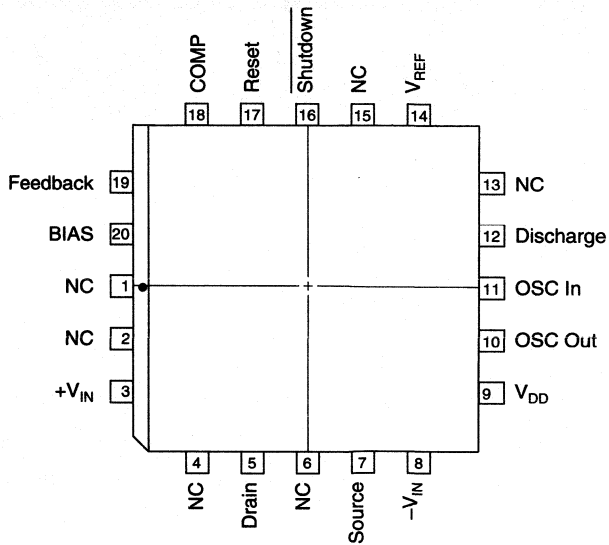 COMP
Reset
Shutdown
NC
VREF
18
17
16
15
14
Feedback 19
13 NC
BIAS 20
12 Discharge
NC 1
11 OSC In
NC 2
10 OSC Out
+VIN 3
9 VDD
4
5
6
7
8
NC
Drain
NC
Source
–VIN